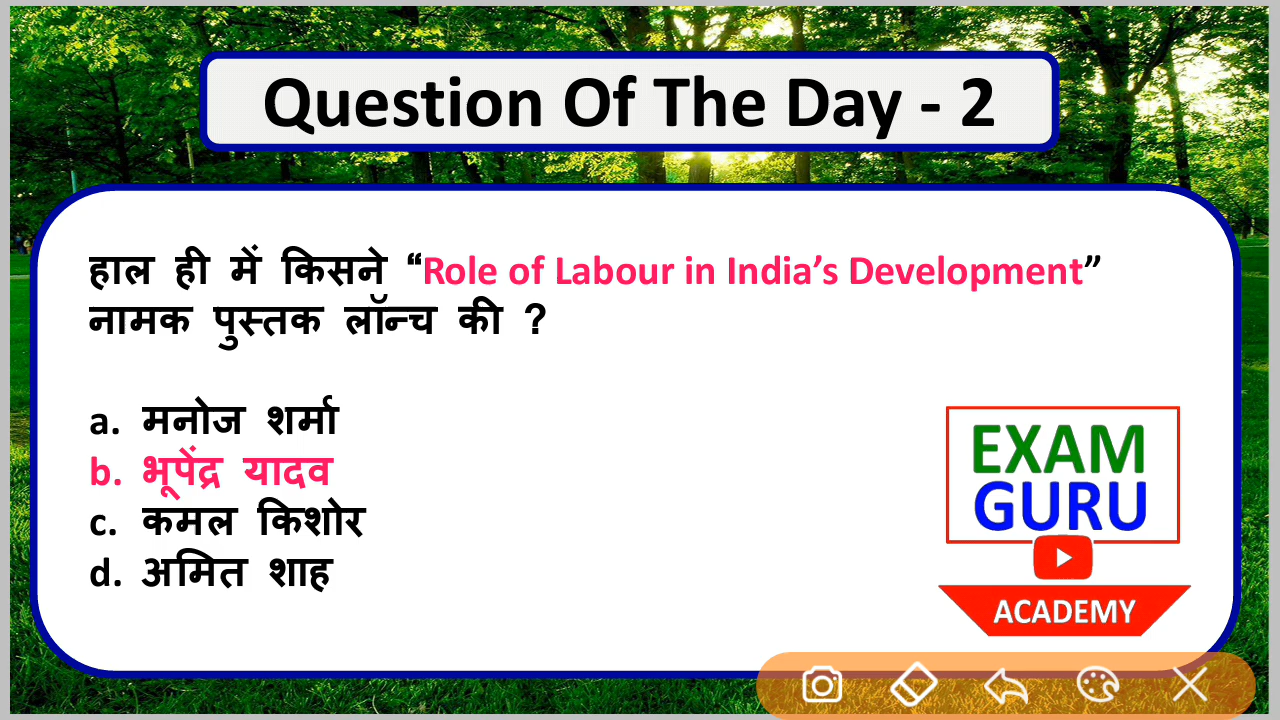 Question Of The Day - 2
हाल ही में किसने “Role of Labour in India’s Development”
नामक पुस्तक लॉन्च की ?
a. मनोज शर्मा
b. भूपेंद्र यादव
c. कमल किशोर
d. अमित शाह
EXAM
GURU
ACADEMY